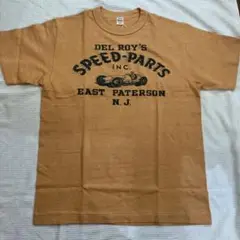 DEL ROY'S
SPEED-PARTS
INC.
EAST PATERSON
N.J.